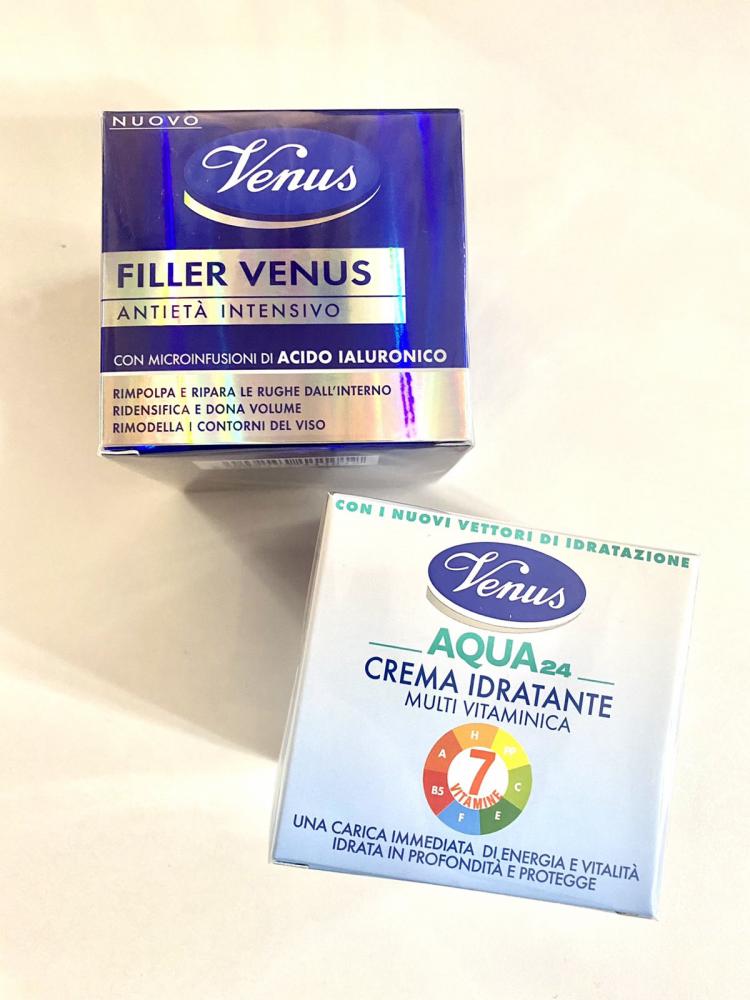 NUOVO
Venus
FILLER VENUS
ANTIETÀ INTENSIVO
CON MICROINFUSIONI DI ACIDO IALURONICO
RIMPOLPA E RIPARA LE RUGHE DALL'INTERNO
RIDENSIFICA E DONA VOLUME
RIMODELLA I CONTORNI DEL VISO
CON I NUOVI VETTORI DI IDRATAZIONE
Venus
AQUA24
CREMA IDRATANTE
MULTI VITAMINICA
H
A
PP
7
B5
C
VITAMINE
F
E
UNA CARICA IMMEDIATA DI ENERGIA E VITALITÀ
IDRATA IN PROFONDITÀ E PROTEGGE